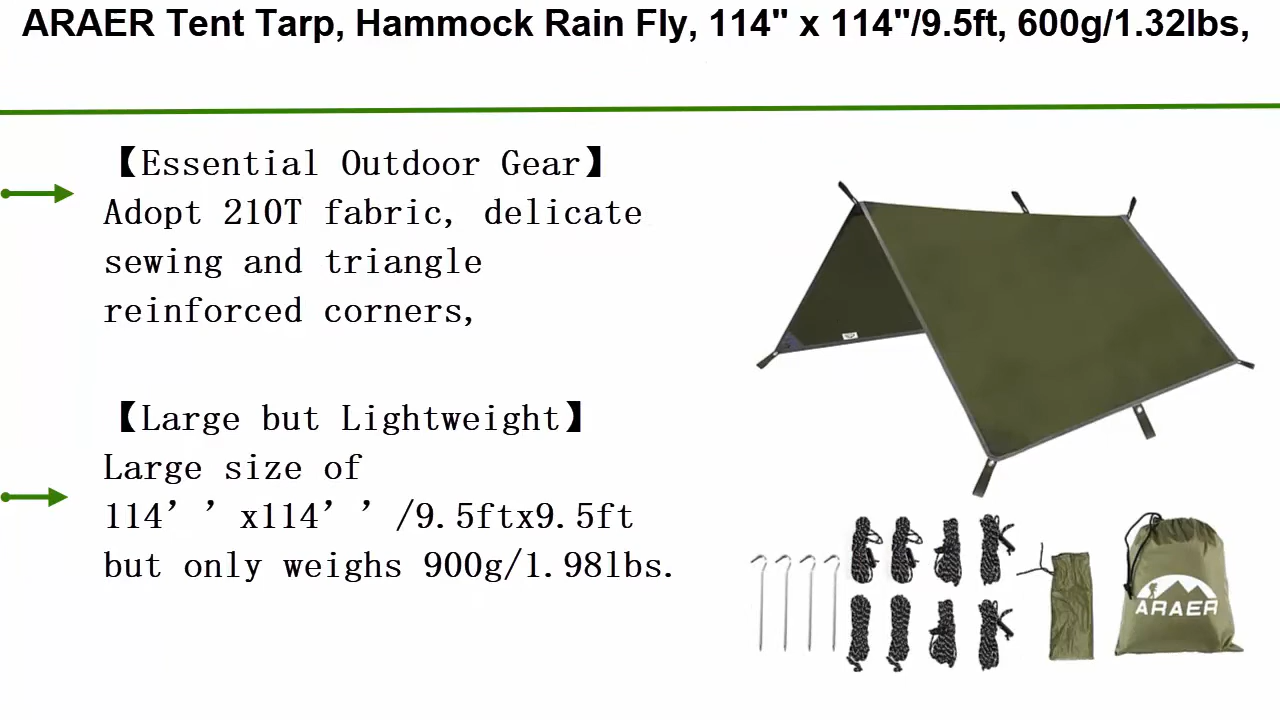 ARAER Tent Tarp, Hammock Rain Fly, 114" x 114"/9.5ft, 600g/1.32lbs,
【Essential Outdoor Gear】
Adopt 210T fabric, delicate
sewing and triangle
reinforced corners,
【Large but Lightweight】
Large size of
114’’x114’’/9.5ftx9.5ft
but only weighs 900g/1.98lbs.
ARAER